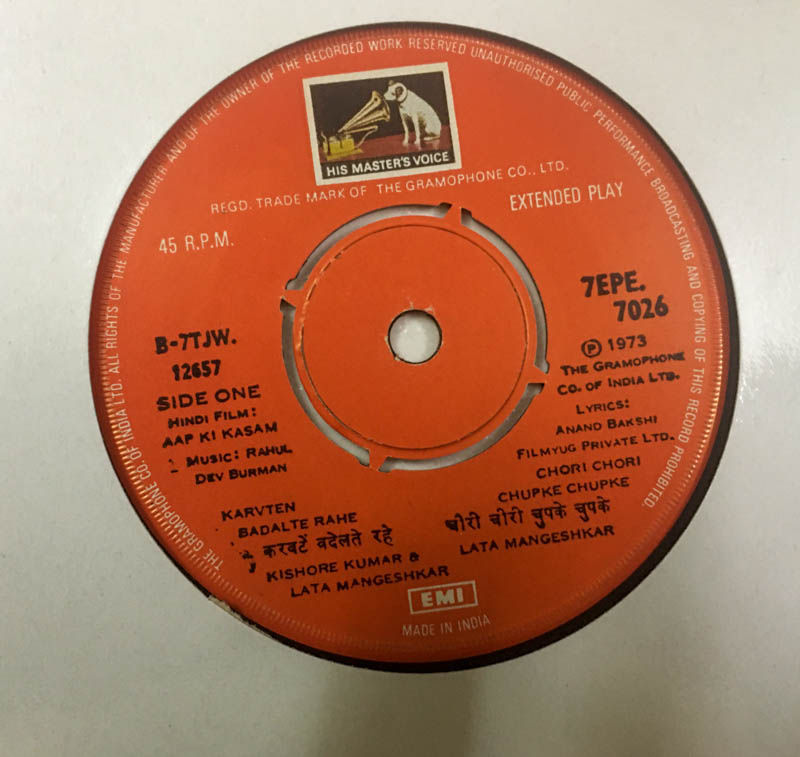 THE GRAMOPHONE CO. OF INDIA LTD. ALL RIGHTS OF THE MANUFACTURER AND OF THE OWNER OF THE RECORDED WORK RESERVED UNAUTHORISED PUBLIC PERFORMANCE BROADCASTING AND COPYING OF THIS RECORD PROHIBITED.
HIS MASTER'S VOICE
REGD. TRADE MARK OF THE GRAMOPHONE CO., LTD.
45 R.P.M.
EXTENDED PLAY
B-7TJW.
12657
SIDE ONE
HINDI FILM:
AAP KI KASAM
MUSIC: RAHUL
DEV BURMAN
7EPE.
7026
℗ 1973
THE GRAMOPHONE
CO. OF INDIA LTD.
LYRICS:
ANAND BAKSHI
FILMYUG PRIVATE LTD.
KARVTEN
BADALTE RAHE
करवटें बदेलते रहे
KISHORE KUMAR &
LATA MANGESHKAR
CHORI CHORI
CHUPKE CHUPKE
चोरी चोरी चुपके चुपके
LATA MANGESHKAR
EMI
MADE IN INDIA